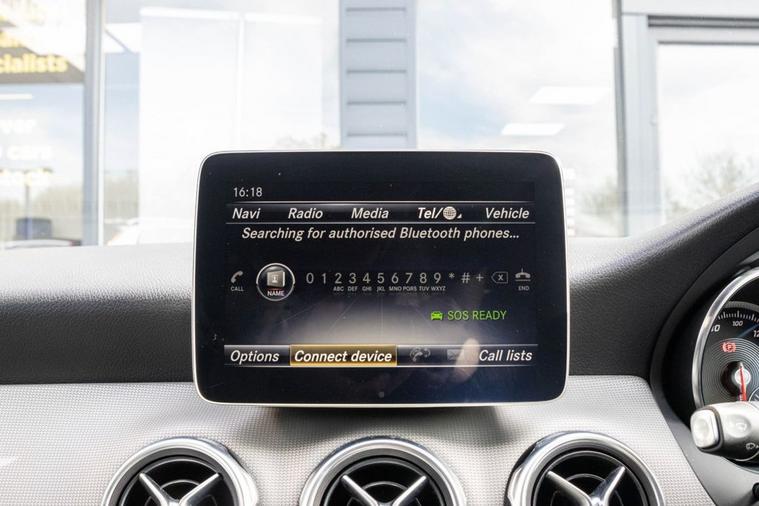 cialists
16:18
Navi Radio Media Tel/ Vehicle
Searching for authorised Bluetooth phones...
0 1 2 3 4 5 6 7 8 9 * # +
CALL NAME ABC DEF GHI JKL MNO PQRS TUV WXYZ END
SOS READY
Options Connect device Call lists
100